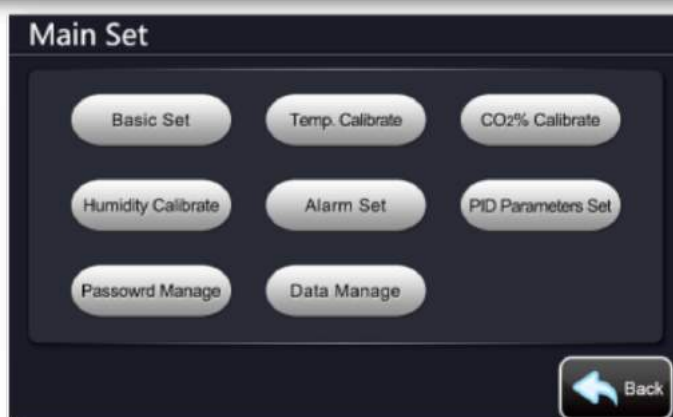 Main Set
Basic Set
Temp. Calibrate
CO2% Calibrate
Humidity Calibrate
Alarm Set
PID Parameters Set
Passowrd Manage
Data Manage
Back